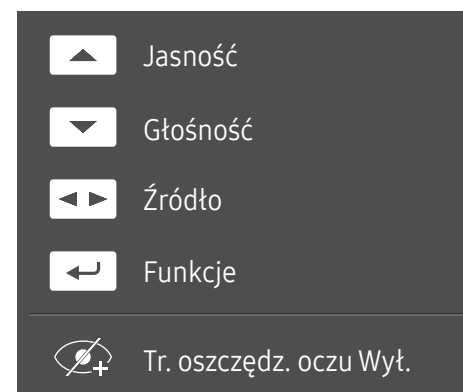 Jasność
Głośność
Źródło
Funkcje
Tr. oszczędz. oczu Wył.